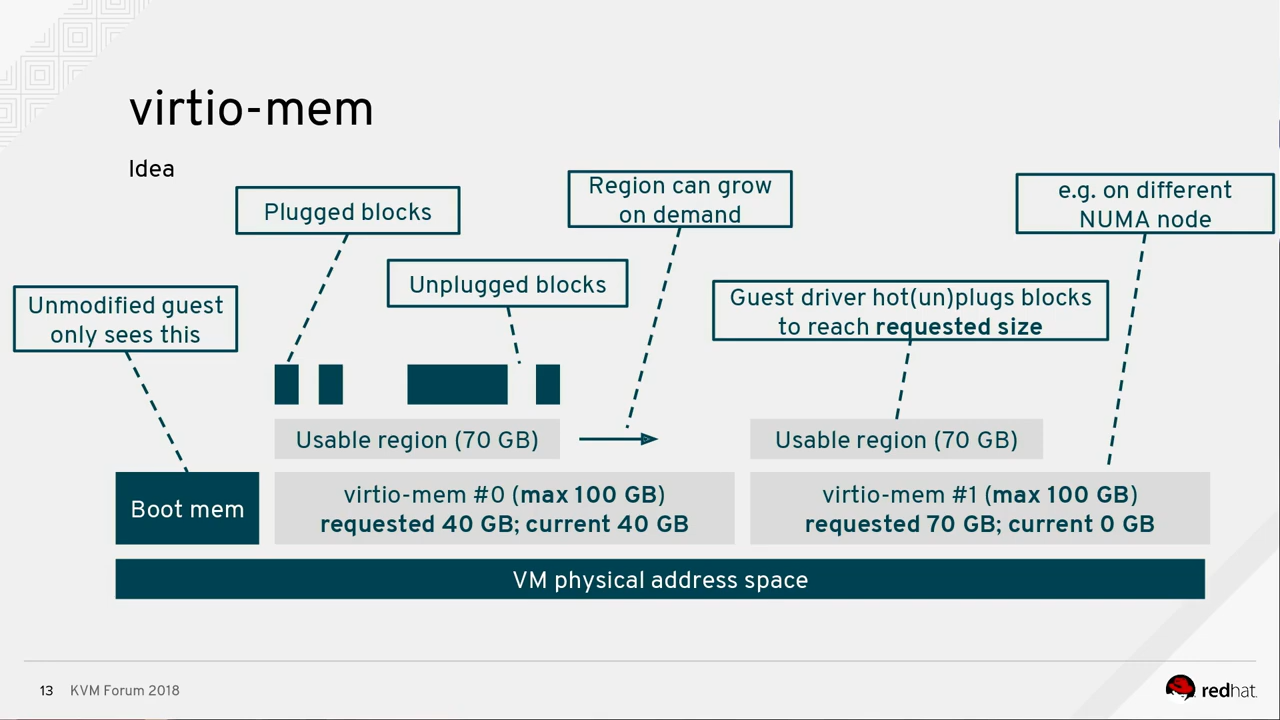 virtio-mem
Idea
Plugged blocks
Region can grow
on demand
e.g. on different
NUMA node
Unplugged blocks
Unmodified guest
only sees this
Guest driver hot(un)plugs blocks
to reach requested size
Usable region (70 GB)
Usable region (70 GB)
Boot mem
virtio-mem #0 (max 100 GB)
requested 40 GB; current 40 GB
virtio-mem #1 (max 100 GB)
requested 70 GB; current 0 GB
VM physical address space
13 KVM Forum 2018
redhat.